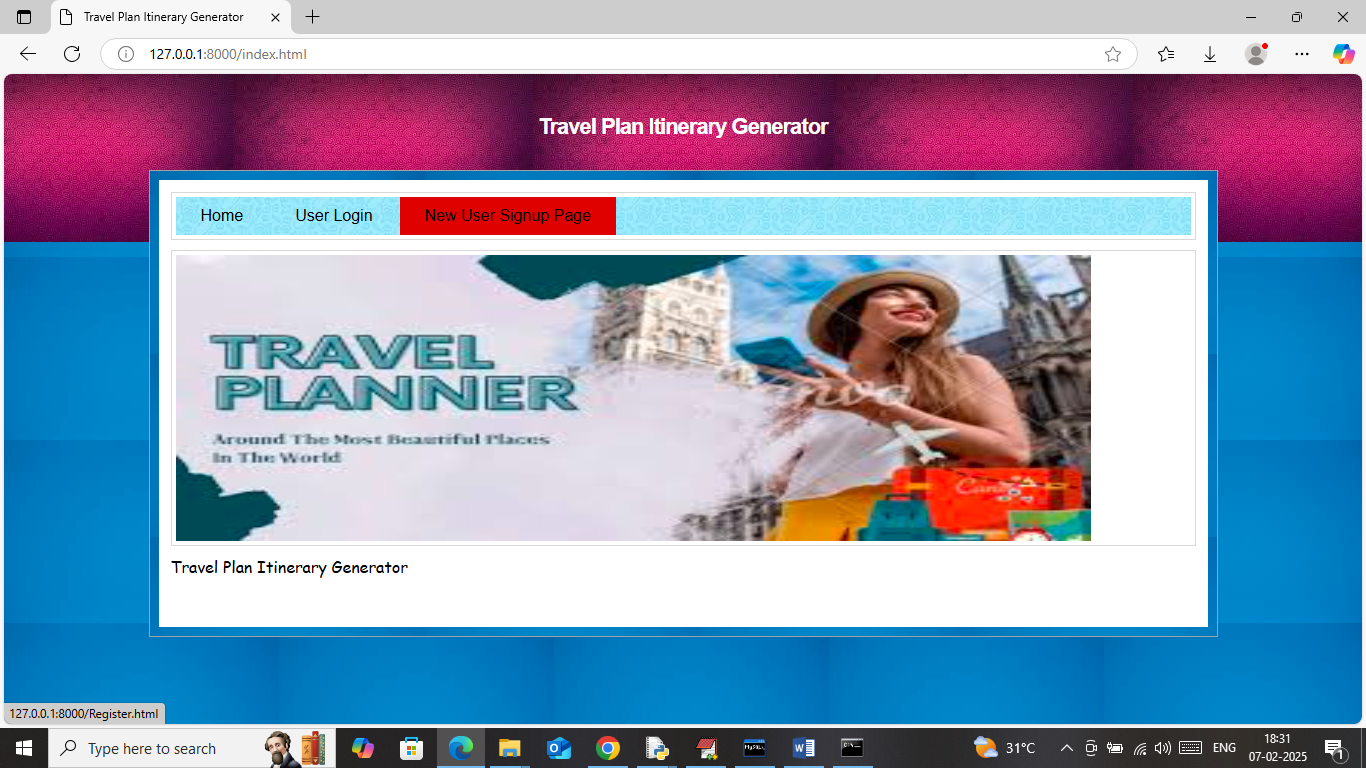 Travel Plan Itinerary Generator
127.0.0.1:8000/index.html
Travel Plan Itinerary Generator
Home User Login New User Signup Page
TRAVEL
PLANNER
Around The Most Beautiful Places
In The World
Travel Plan Itinerary Generator
127.0.0.1:8000/Register.html
Type here to search
31°C
ENG
18:31
07-02-2025
1